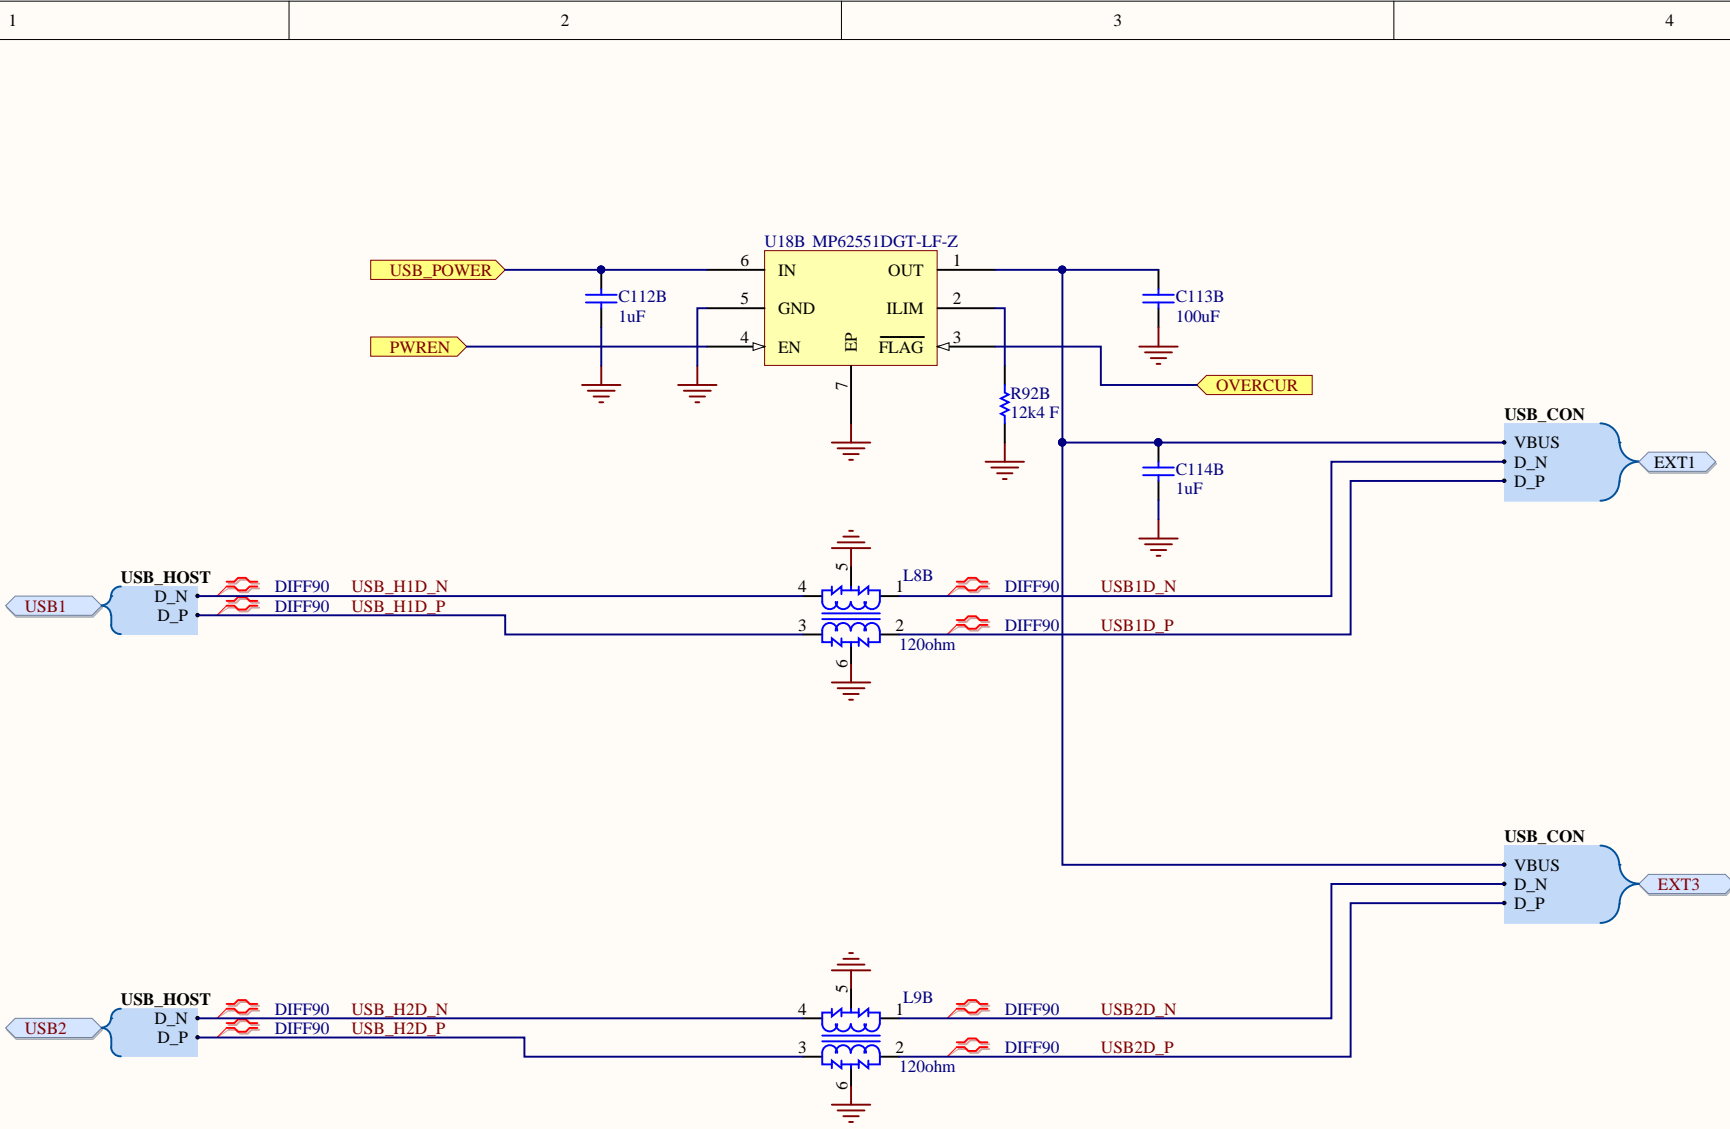 1 2 3 4
U18B MP62551DGT-LF-Z
USB_POWER 6 IN OUT 1
C112B
1uF
5 GND ILIM 2
C113B
100uF
PWREN 4 EN EP FLAG 3
7
OVERCUR
R92B
12k4 F
USB_CON
VBUS
D_N
D_P
EXT1
C114B
1uF
USB_HOST
USB1
D_N DIFF90 USB_H1D_N 4 5 1 L8B DIFF90 USB1D_N
D_P DIFF90 USB_H1D_P 3 6 2 DIFF90 USB1D_P
120ohm
USB_CON
VBUS
D_N
D_P
EXT3
USB_HOST
USB2
D_N DIFF90 USB_H2D_N 4 5 1 L9B DIFF90 USB2D_N
D_P DIFF90 USB_H2D_P 3 6 2 DIFF90 USB2D_P
120ohm